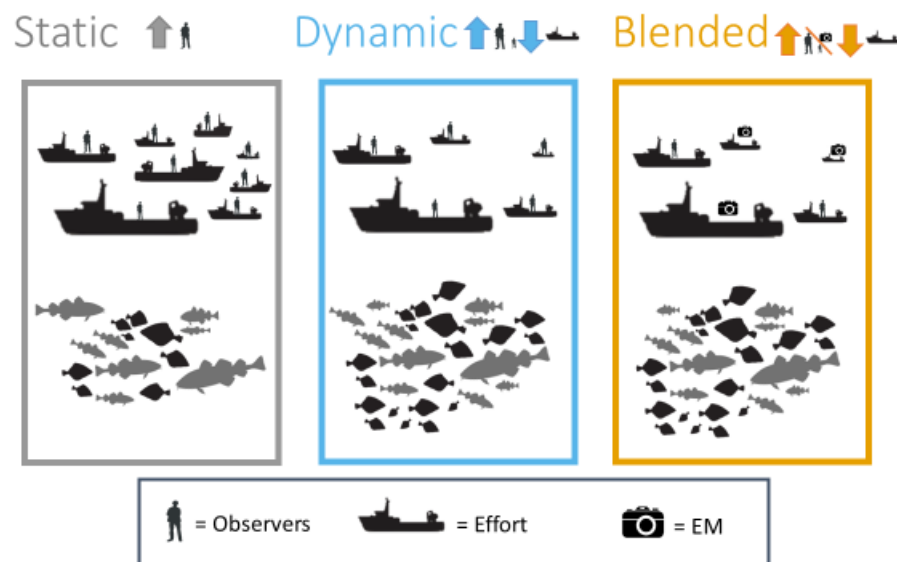 Static
Dynamic
Blended
= Observers
= Effort
= EM